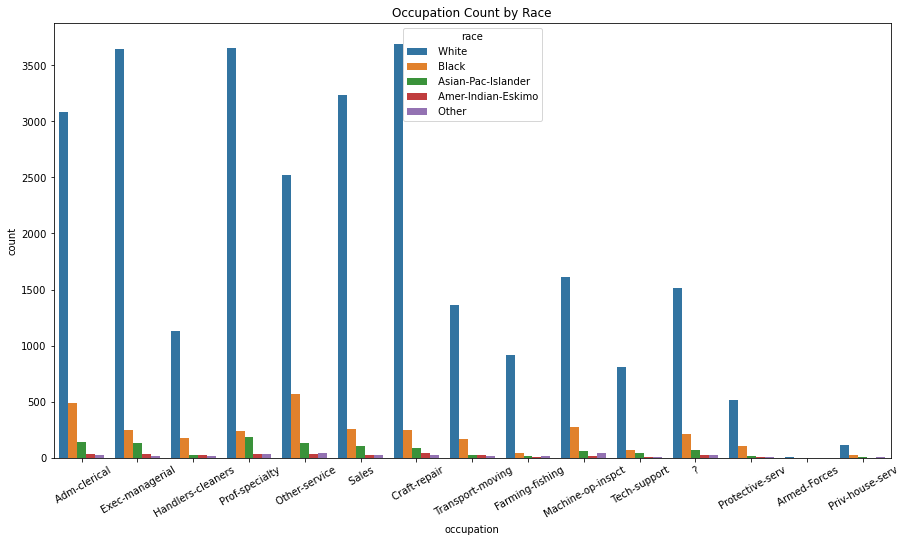 Occupation Count by Race
race
White
Black
Asian-Pac-Islander
Amer-Indian-Eskimo
Other
count
3500
3000
2500
2000
1500
1000
500
0
Adm-clerical
Exec-managerial
Handlers-cleaners
Prof-specialty
Other-service
Sales
Craft-repair
Transport-moving
Farming-fishing
Machine-op-inspct
Tech-support
?
Protective-serv
Armed-Forces
Priv-house-serv
occupation